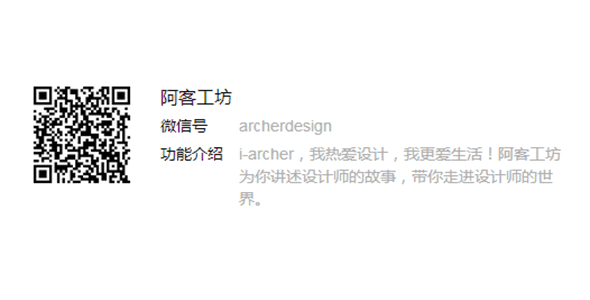 阿客工坊
微信号 archerdesign
功能介绍 i-archer，我热爱设计，我更爱生活！阿客工坊
为你讲述设计师的故事，带你走进设计师的世
界。